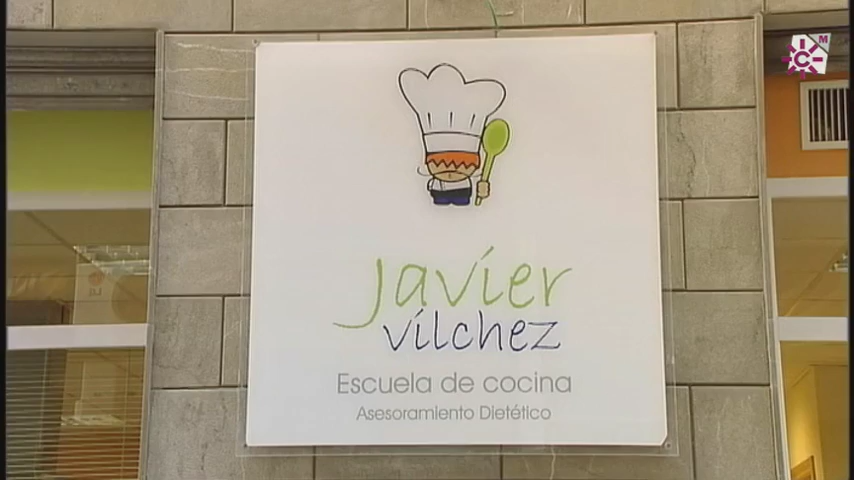 M
C
Javier
vílchez
Escuela de cocina
Asesoramiento Dietético